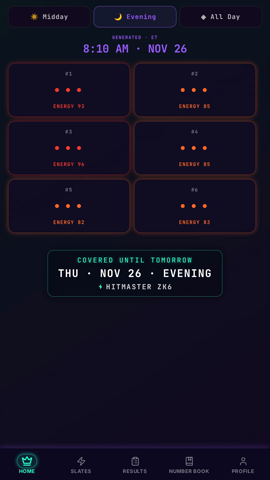 Midday
Evening
All Day
GENERATED · ET
8:10 AM · NOV 26
#1
#2
ENERGY 93
ENERGY 85
#3
#4
ENERGY 96
ENERGY 85
#5
#6
ENERGY 82
ENERGY 83
COVERED UNTIL TOMORROW
THU · NOV 26 · EVENING
HITMASTER ZK6
HOME
SLATES
RESULTS
NUMBER BOOK
PROFILE